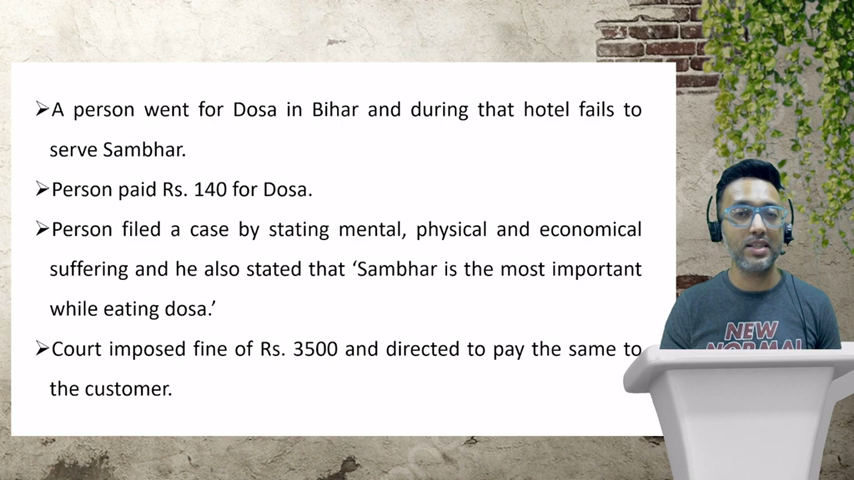 ➢A person went for Dosa in Bihar and during that hotel fails to
serve Sambhar.
➢Person paid Rs. 140 for Dosa.
➢Person filed a case by stating mental, physical and economical
suffering and he also stated that ‘Sambhar is the most important
while eating dosa.’
➢Court imposed fine of Rs. 3500 and directed to pay the same to
the customer.
NEW
NORMAL